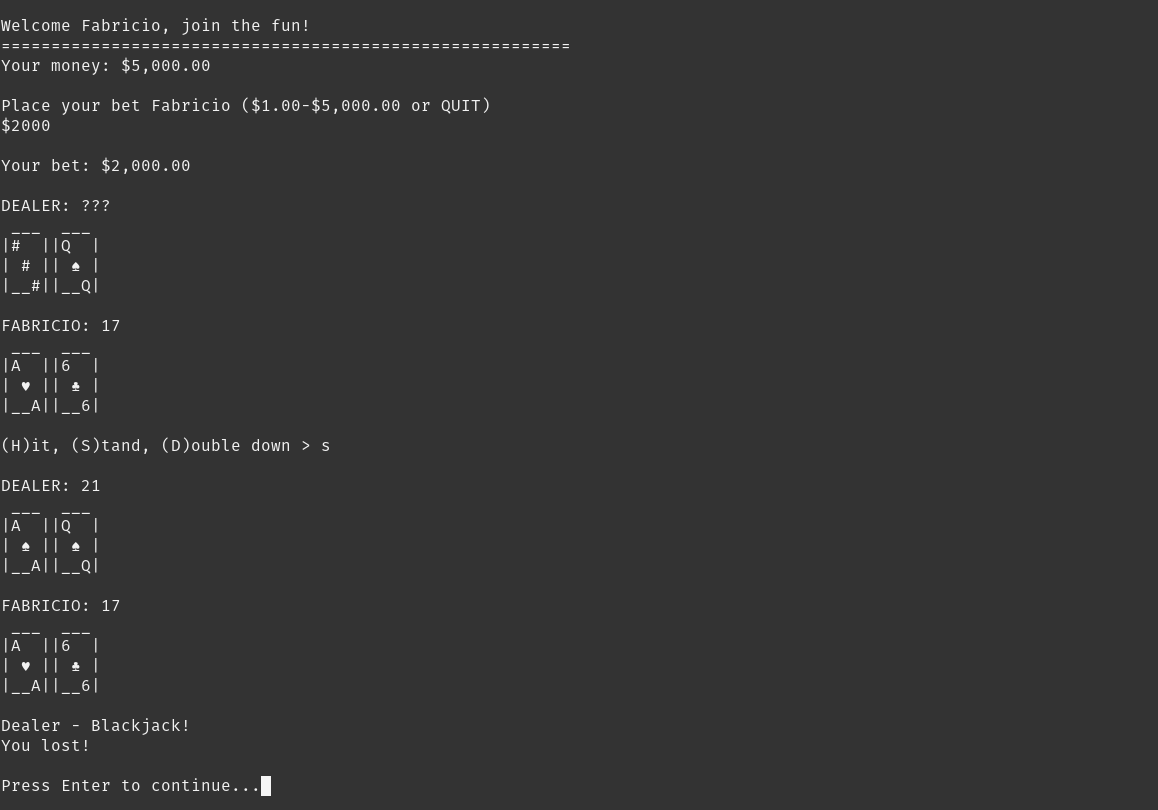 Welcome Fabricio, join the fun!
=========================================================
Your money: $5,000.00
Place your bet Fabricio ($1.00-$5,000.00 or QUIT)
$2000
Your bet: $2,000.00
DEALER: ???
 ___  ___
|#  ||Q  |
| # || ♠ |
|__#||__Q|
FABRICIO: 17
 ___  ___
|A  ||6  |
| ♥ || ♣ |
|__A||__6|
(H)it, (S)tand, (D)ouble down > s
DEALER: 21
 ___  ___
|A  ||Q  |
| ♠ || ♠ |
|__A||__Q|
FABRICIO: 17
 ___  ___
|A  ||6  |
| ♥ || ♣ |
|__A||__6|
Dealer - Blackjack!
You lost!
Press Enter to continue...